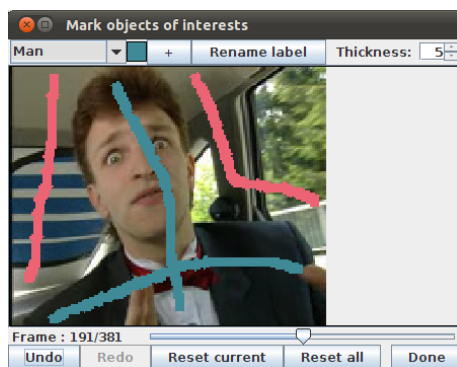 Mark objects of interests
Man + Rename label Thickness: 5
Frame : 191/381
Undo Redo Reset current Reset all Done